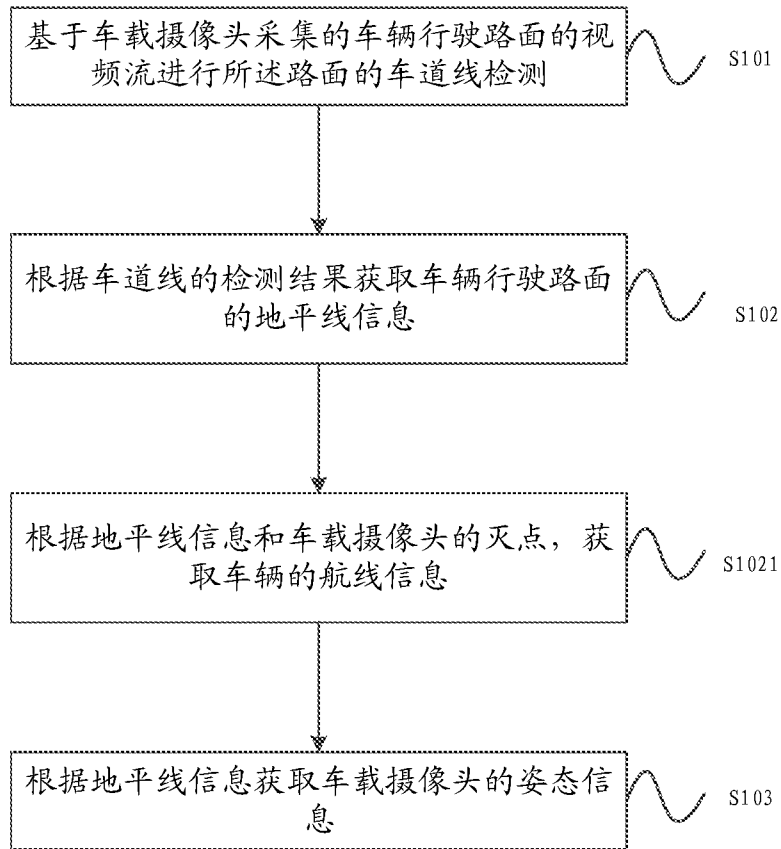 基于车载摄像头采集的车辆行驶路面的视
频流进行所述路面的车道线检测
S101
根据车道线的检测结果获取车辆行驶路面
的地平线信息
S102
根据地平线信息和车载摄像头的灭点，获
取车辆的航线信息
S1021
根据地平线信息获取车载摄像头的姿态信
息
S103